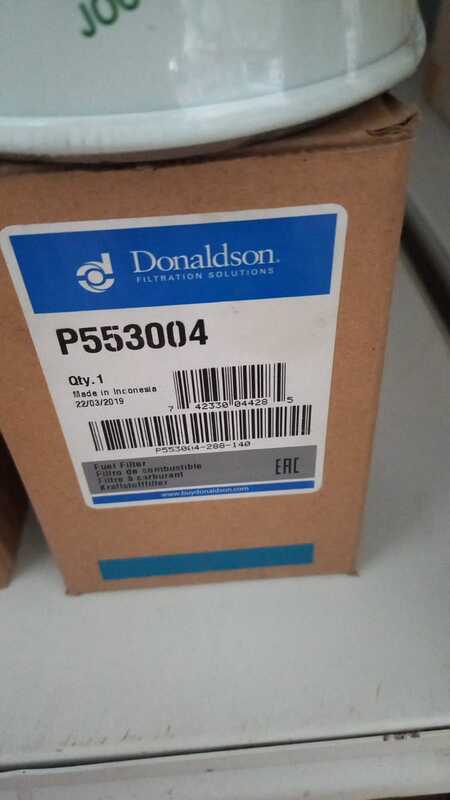 Donaldson.
FILTRATION SOLUTIONS
P553004
Qty. 1
Made in Indonesia
22/03/2019
7 42330 04428 5
P553004-288-140
Fuel Filter
Filtro de combustible
Filtre à carburant
Kraftstofffilter
EAC
www.buydonaldson.com